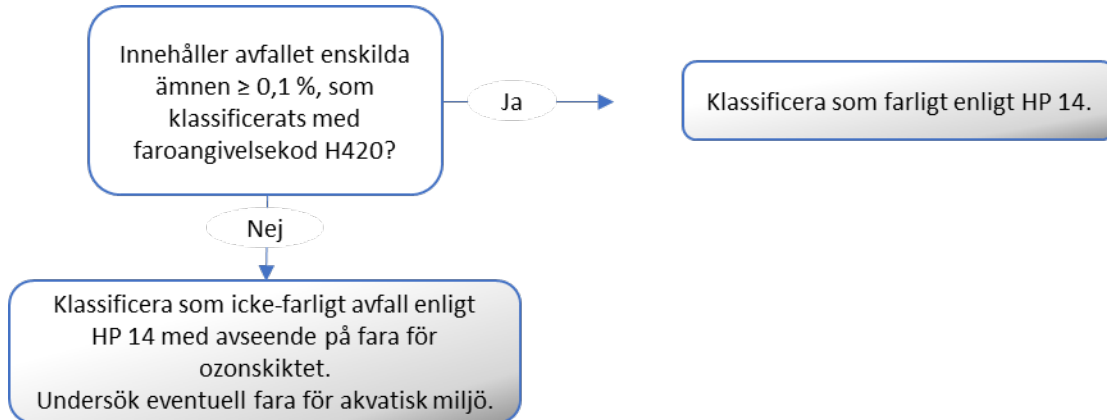 Innehåller avfallet enskilda
ämnen ≥ 0,1 %, som
klassificerats med
faroangivelsekod H420?
Ja
Klassificera som farligt enligt HP 14.
Nej
Klassificera som icke-farligt avfall enligt
HP 14 med avseende på fara för
ozonskiktet.
Undersök eventuell fara för akvatisk miljö.